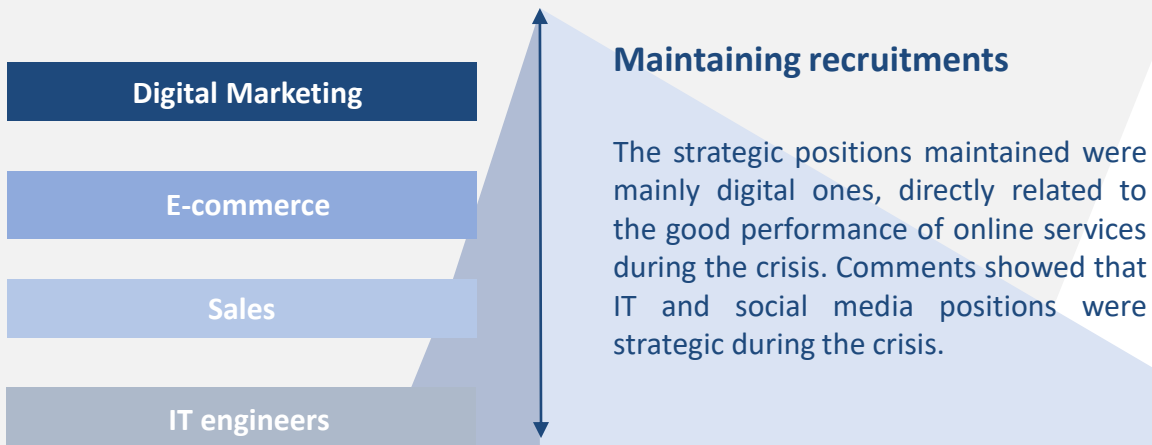 Digital Marketing
E-commerce
Sales
IT engineers
Maintaining recruitments
The strategic positions maintained were
mainly digital ones, directly related to
the good performance of online services
during the crisis. Comments showed that
IT and social media positions were
strategic during the crisis.